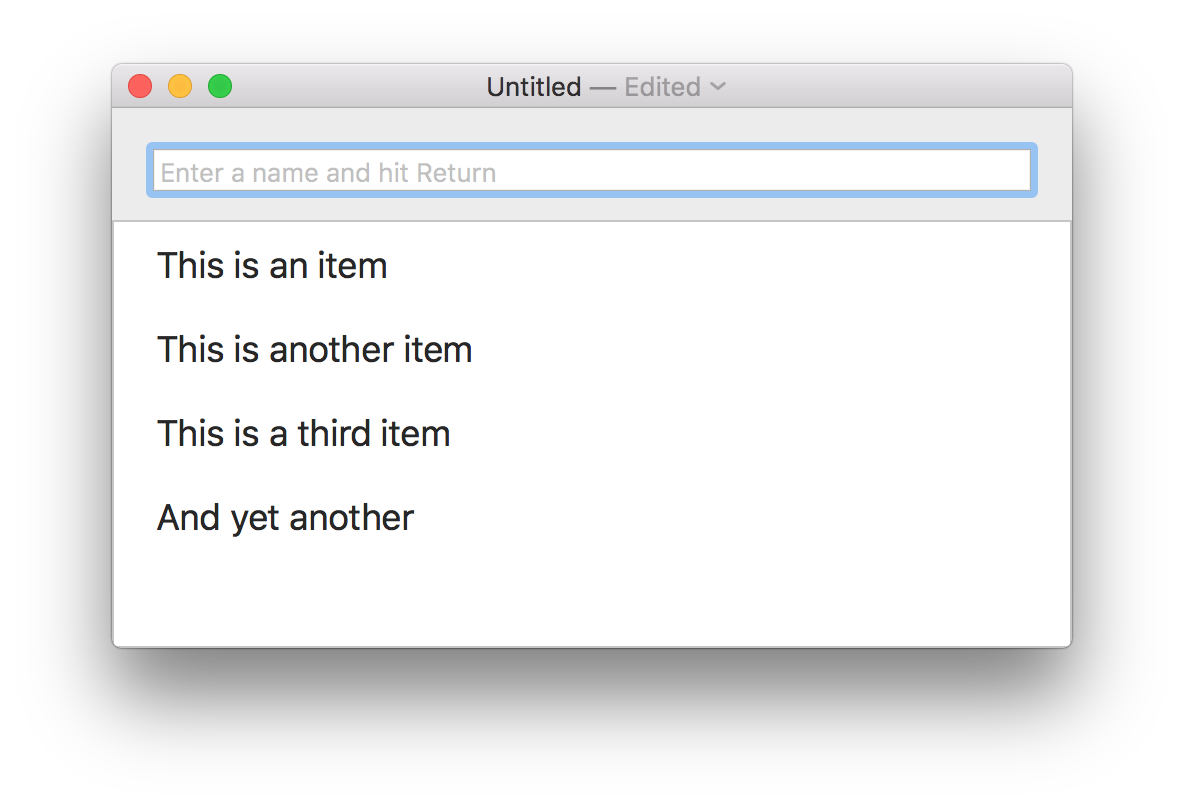 Untitled — Edited
Enter a name and hit Return
This is an item
This is another item
This is a third item
And yet another